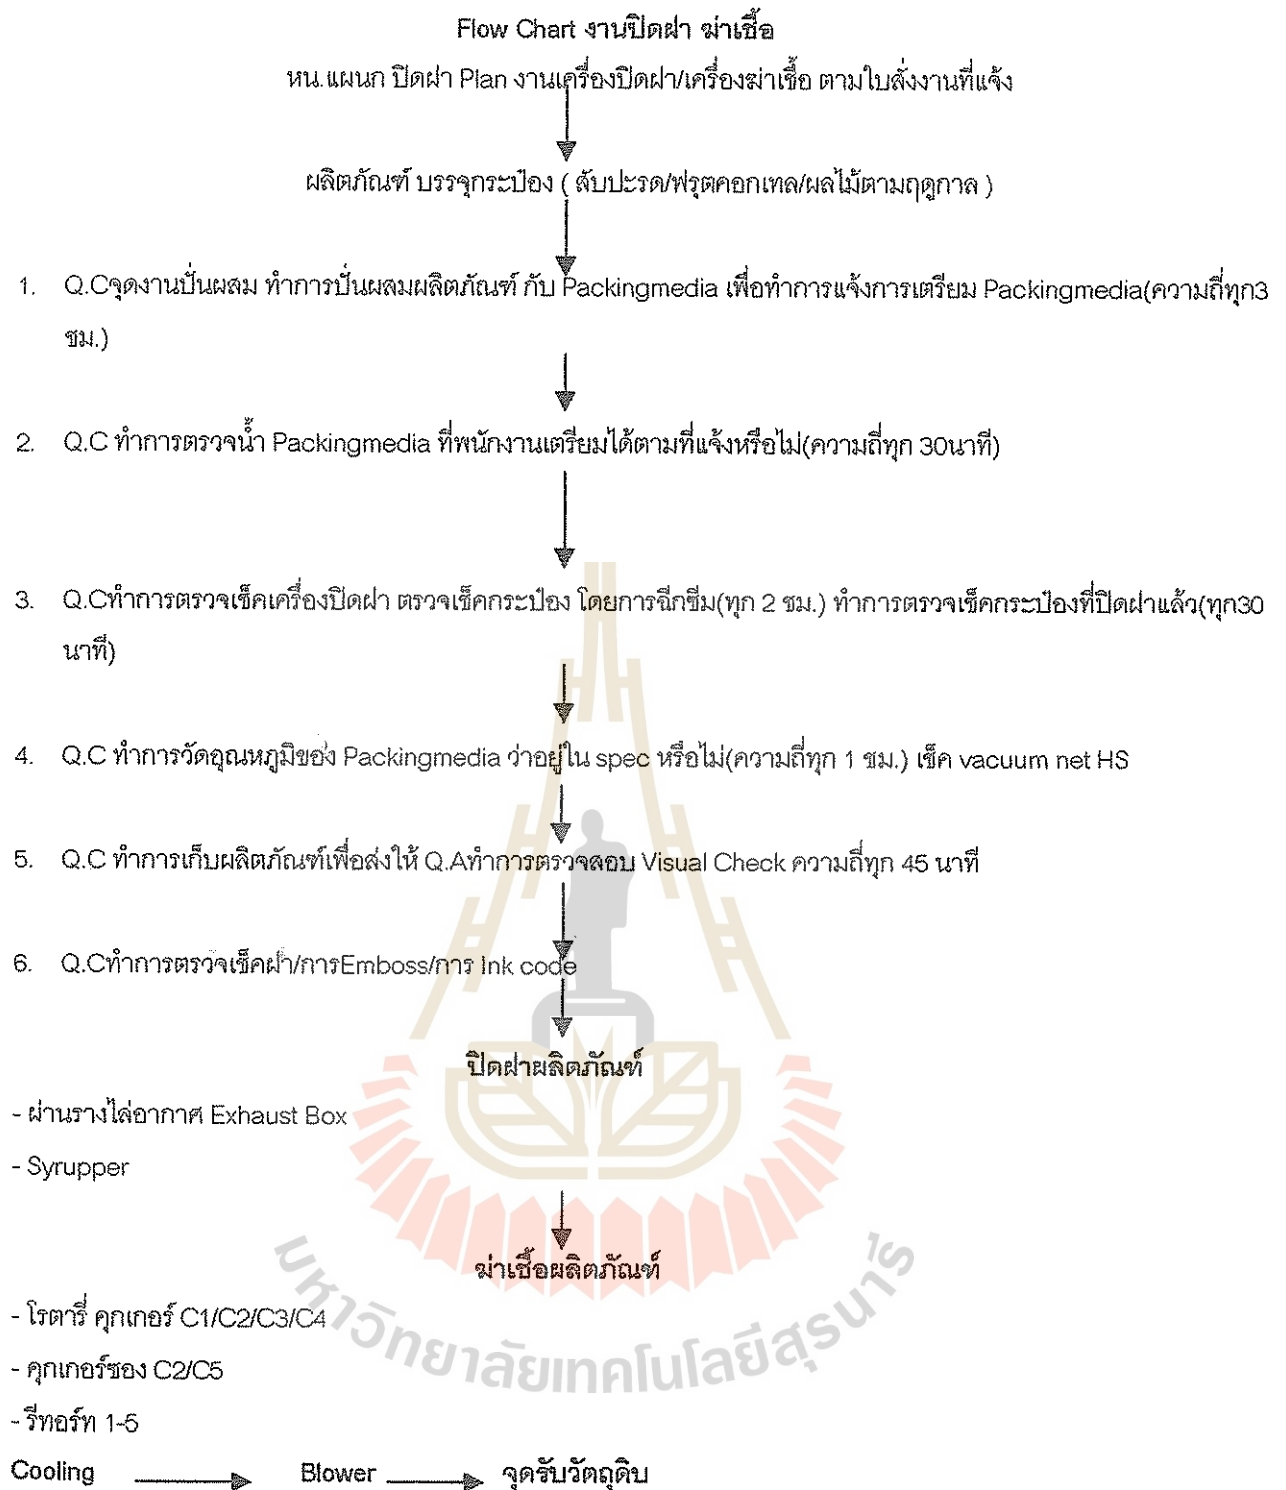 Flow Chart งานปิดฝา ฆ่าเชื้อ
หน.แผนก ปิดฝา Plan งานเครื่องปิดฝา/เครื่องฆ่าเชื้อ ตามใบสั่งงานที่แจ้ง
ผลิตภัณฑ์ บรรจุกระป๋อง ( สับปะรด/ฟรุตคอกเทล/ผลไม้ตามฤดูกาล )
1. Q.Cจุดงานปั่นผสม ทำการปั่นผสมผลิตภัณฑ์ กับ Packingmedia เพื่อทำการแจ้งการเตรียม Packingmedia(ความถี่ทุก3
ชม.)
2. Q.C ทำการตรวจน้ำ Packingmedia ที่พนักงานเตรียมได้ตามที่แจ้งหรือไม่(ความถี่ทุก 30นาที)
3. Q.Cทำการตรวจเช็คเครื่องปิดฝา ตรวจเช็คกระป๋อง โดยการฉีกซีม(ทุก 2 ชม.) ทำการตรวจเช็คกระป๋องที่ปิดฝาแล้ว(ทุก30
นาที)
4. Q.C ทำการวัดอุณหภูมิของ Packingmedia ว่าอยู่ใน spec หรือไม่(ความถี่ทุก 1 ชม.) เช็ค vacuum net HS
5. Q.C ทำการเก็บผลิตภัณฑ์เพื่อส่งให้ Q.Aทำการตรวจสอบ Visual Check ความถี่ทุก 45 นาที
6. Q.Cทำการตรวจเช็คฝา/การEmboss/การ Ink code
ปิดฝาผลิตภัณฑ์
- ผ่านรางไล่อากาศ Exhaust Box
- Syrupper
ฆ่าเชื้อผลิตภัณฑ์
- โรตารี่ คุกเกอร์ C1/C2/C3/C4
- คุกเกอร์ซอง C2/C5
- รีทอร์ท 1-5
Cooling Blower จุดรับวัตถุดิบ
มหาวิทยาลัยเทคโนโลยีสุรนารี